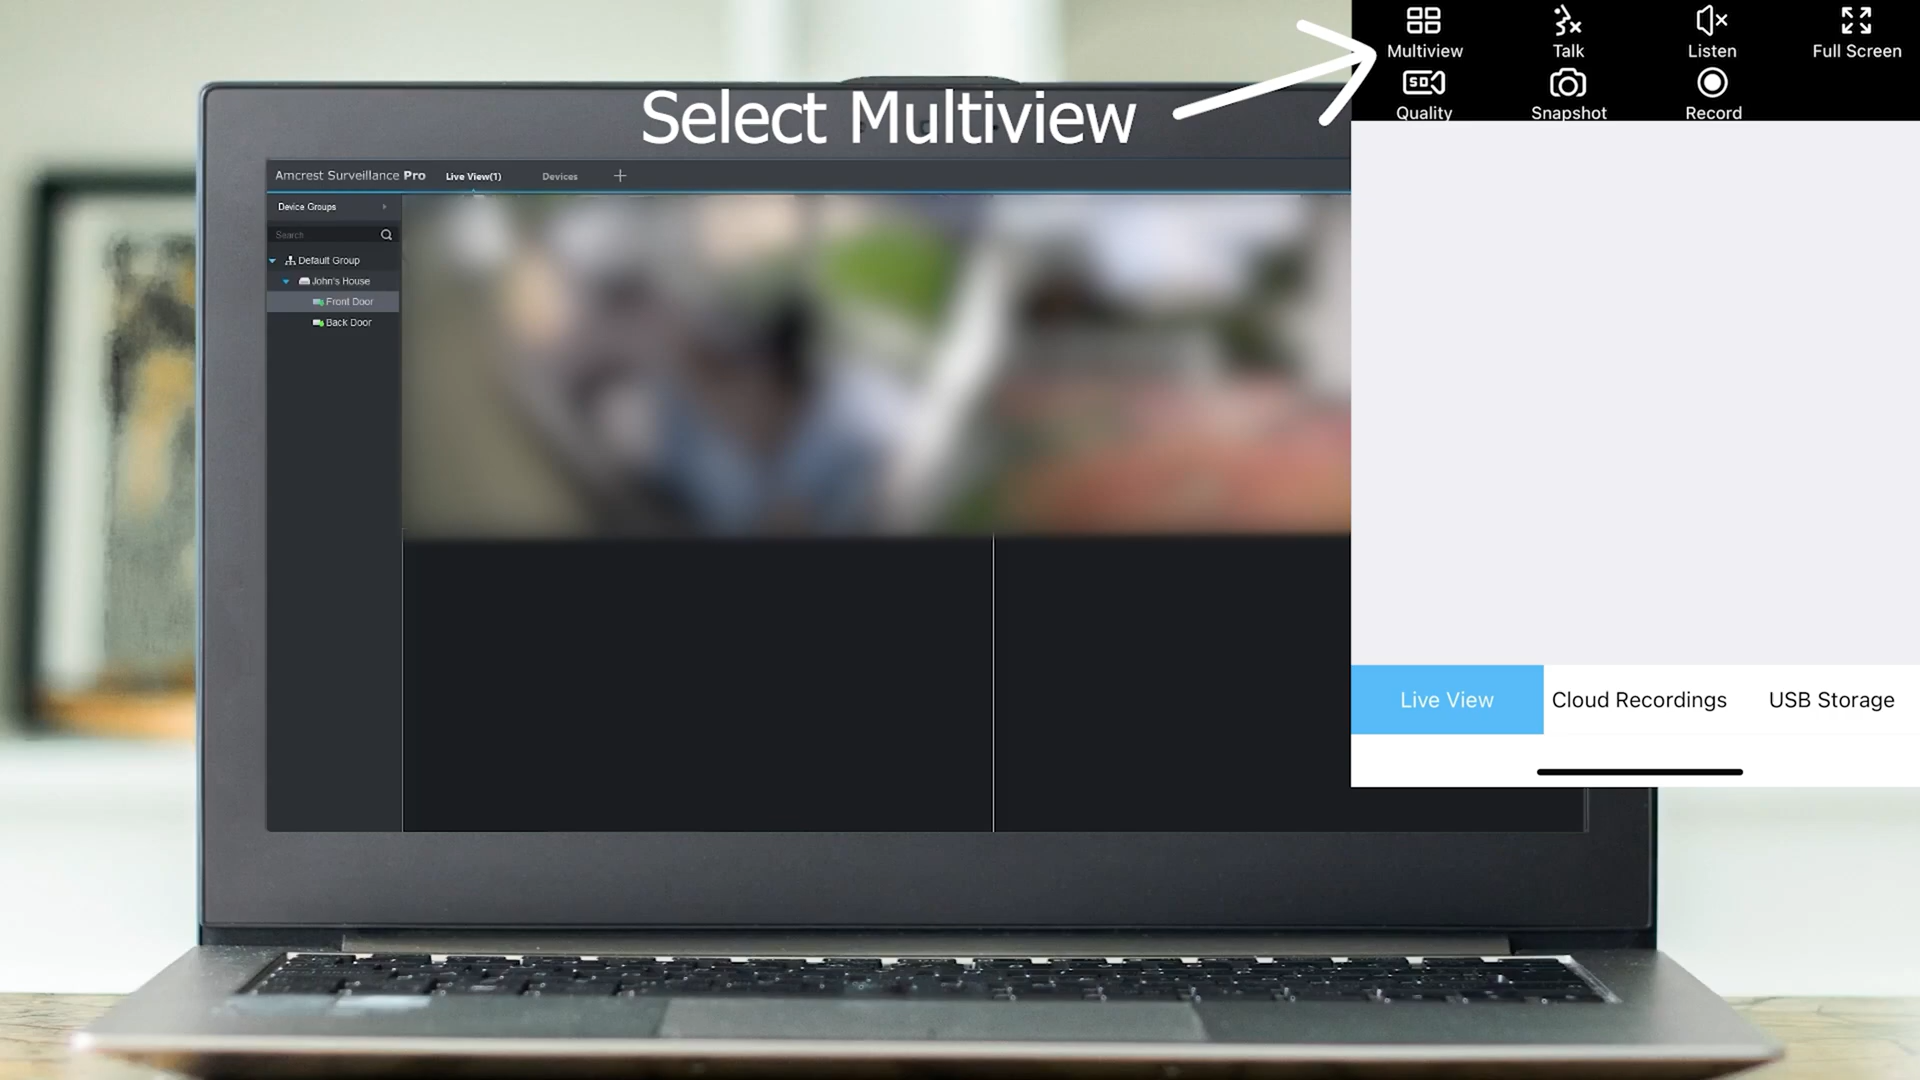 Multiview
Talk
Listen
Full Screen
SD
Quality
Snapshot
Record
Select Multiview
Amcrest Surveillance Pro
Live View(1)
Devices
Device Groups
Search
Default Group
John's House
Front Door
Back Door
Live View
Cloud Recordings
USB Storage